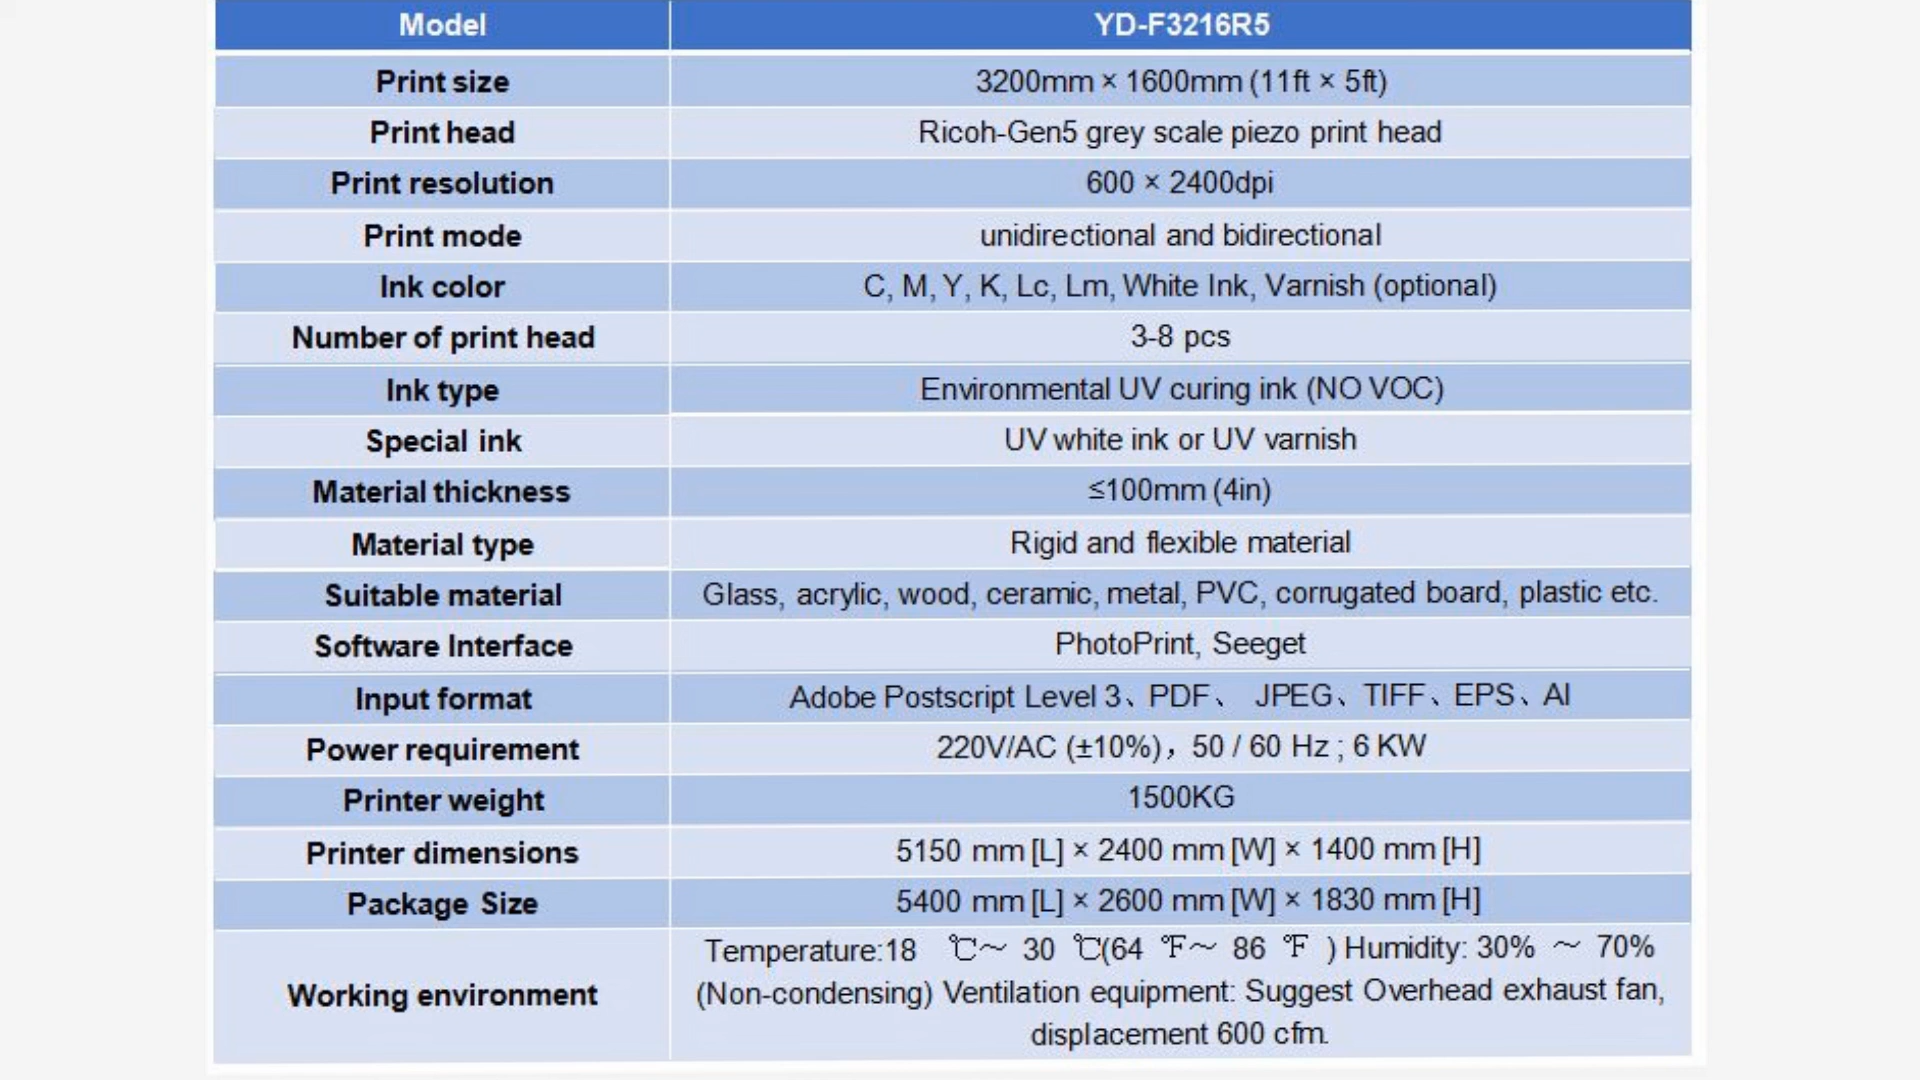 Model YD-F3216R5
Print size 3200mm × 1600mm (11ft × 5ft)
Print head Ricoh-Gen5 grey scale piezo print head
Print resolution 600 × 2400dpi
Print mode unidirectional and bidirectional
Ink color C, M, Y, K, Lc, Lm, White Ink, Varnish (optional)
Number of print head 3-8 pcs
Ink type Environmental UV curing ink (NO VOC)
Special ink UV white ink or UV varnish
Material thickness ≤100mm (4in)
Material type Rigid and flexible material
Suitable material Glass, acrylic, wood, ceramic, metal, PVC, corrugated board, plastic etc.
Software Interface PhotoPrint, Seeget
Input format Adobe Postscript Level 3、PDF、 JPEG、TIFF、EPS、AI
Power requirement 220V/AC (±10%)，50 / 60 Hz ; 6 KW
Printer weight 1500KG
Printer dimensions 5150 mm [L] × 2400 mm [W] × 1400 mm [H]
Package Size 5400 mm [L] × 2600 mm [W] × 1830 mm [H]
Working environment
Temperature:18 ℃～ 30 ℃(64 ℉～ 86 ℉ ) Humidity: 30% ～ 70%
(Non-condensing) Ventilation equipment: Suggest Overhead exhaust fan,
displacement 600 cfm.